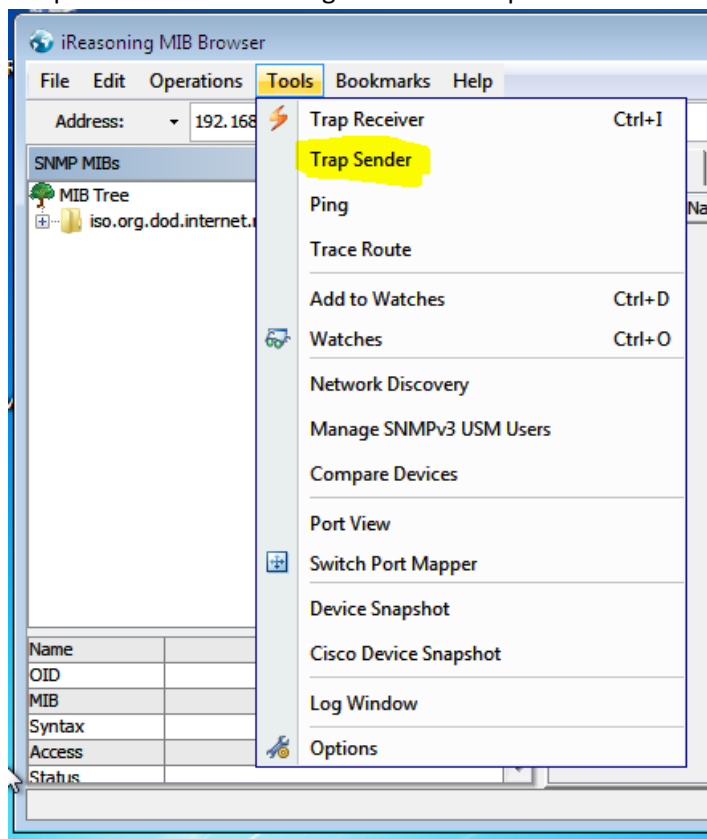 iReasoning MIB Browser
File Edit Operations Tools Bookmarks Help
Address: 192.168
Trap Receiver Ctrl+I
SNMP MIBs
Trap Sender
MIB Tree
iso.org.dod.internet.
Ping
Na
Trace Route
Add to Watches Ctrl+D
Watches Ctrl+O
Network Discovery
Manage SNMPv3 USM Users
Compare Devices
Port View
Switch Port Mapper
Device Snapshot
Cisco Device Snapshot
Log Window
Options
Name
OID
MIB
Syntax
Access
Status